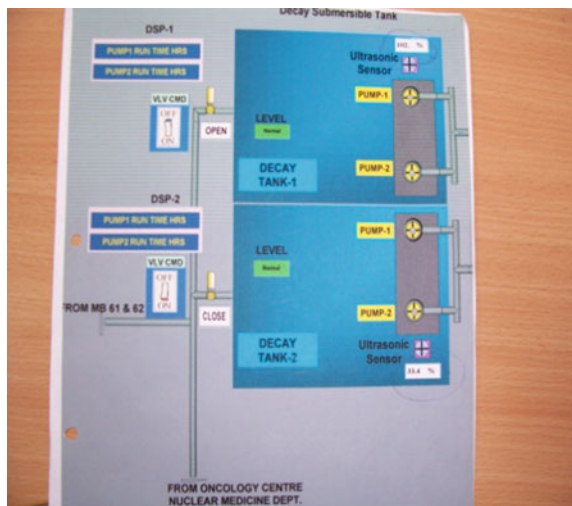 Decay Submersible Tank
DSP-1
PUMP1 RUN TIME HRS
PUMP2 RUN TIME HRS
VLV CMD
OFF
ON
OPEN
LEVEL
Normal
DECAY
TANK-1
102. %
Ultrasonic
Sensor
PUMP-1
PUMP-2
DSP-2
PUMP1 RUN TIME HRS
PUMP2 RUN TIME HRS
VLV CMD
OFF
ON
FROM MB 61 & 62
CLOSE
LEVEL
Normal
DECAY
TANK-2
PUMP-1
PUMP-2
Ultrasonic
Sensor
33.4 %
FROM ONCOLOGY CENTRE
NUCLEAR MEDICINE DEPT.